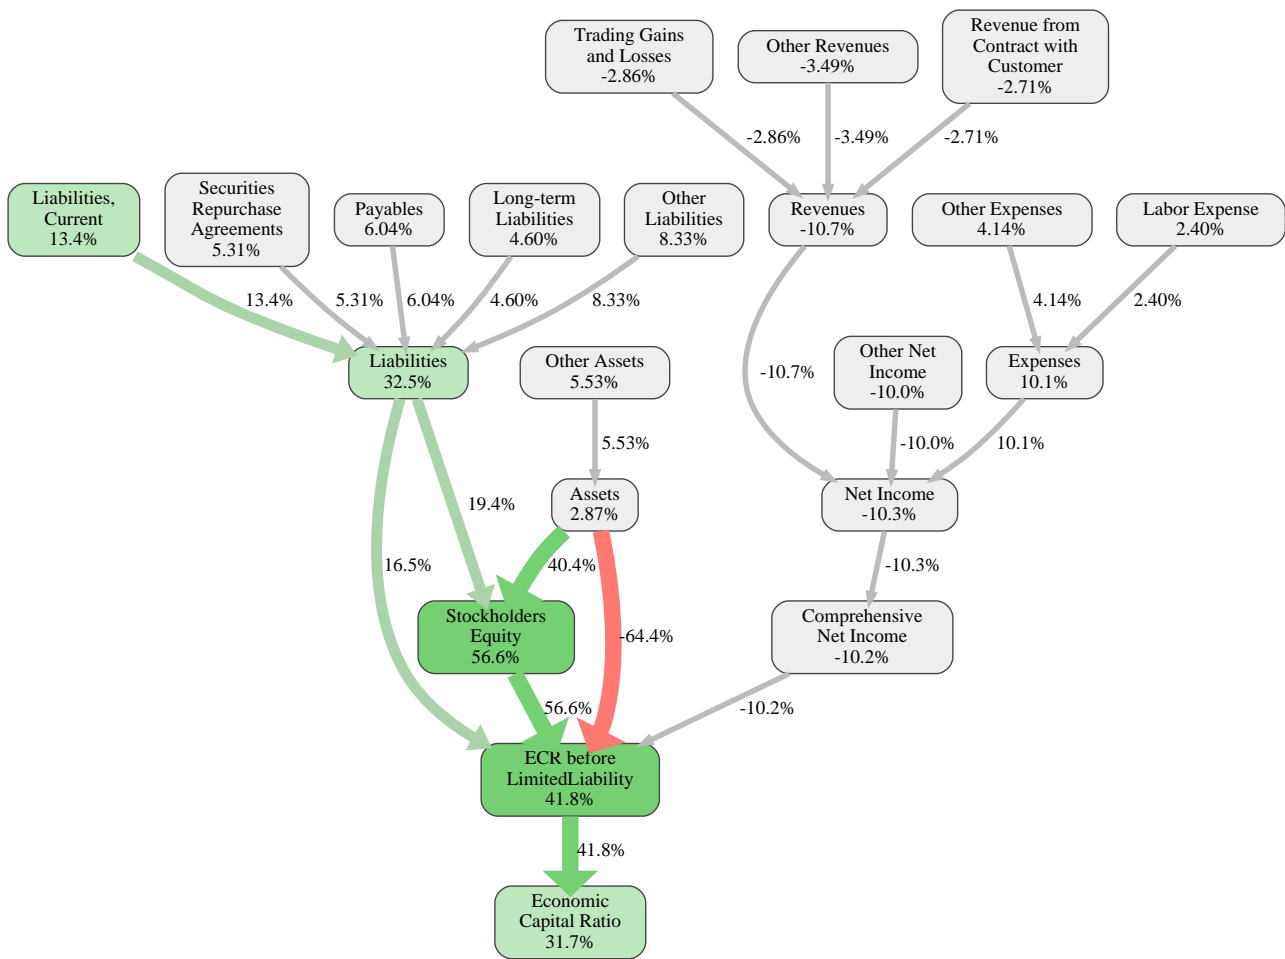 Trading Gains
and Losses
-2.86%
Other Revenues
-3.49%
Revenue from
Contract with
Customer
-2.71%
-2.86%
-3.49%
-2.71%
Liabilities,
Current
13.4%
Securities
Repurchase
Agreements
5.31%
Payables
6.04%
Long-term
Liabilities
4.60%
Other
Liabilities
8.33%
Revenues
-10.7%
Other Expenses
4.14%
Labor Expense
2.40%
13.4%
5.31%
6.04%
4.60%
8.33%
4.14%
2.40%
Liabilities
32.5%
Other Assets
5.53%
-10.7%
Other Net
Income
-10.0%
Expenses
10.1%
5.53%
-10.0%
10.1%
19.4%
Assets
2.87%
Net Income
-10.3%
16.5%
40.4%
-10.3%
Stockholders
Equity
56.6%
-64.4%
Comprehensive
Net Income
-10.2%
56.6%
-10.2%
ECR before
LimitedLiability
41.8%
41.8%
Economic
Capital Ratio
31.7%